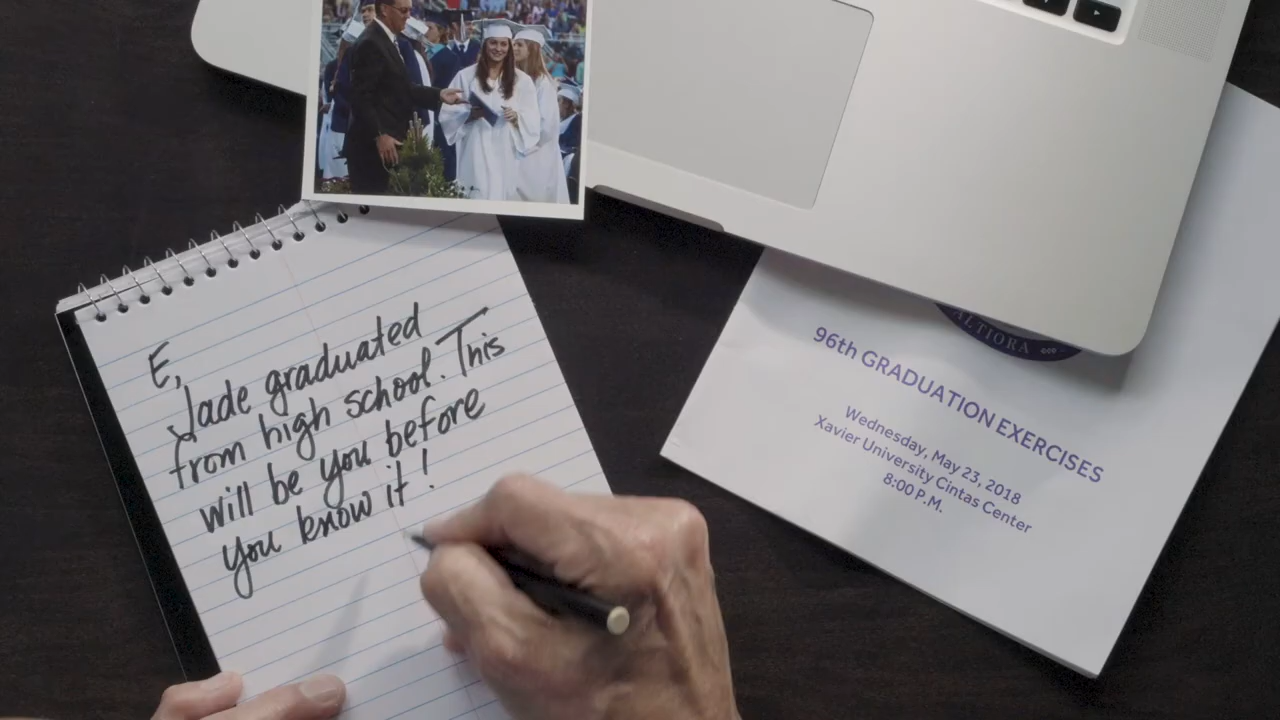 E,
Jade graduated
from high school. This
will be you before
you know it!
ALTIORA
96th GRADUATION EXERCISES
Wednesday, May 23, 2018
Xavier University Cintas Center
8:00 P.M.